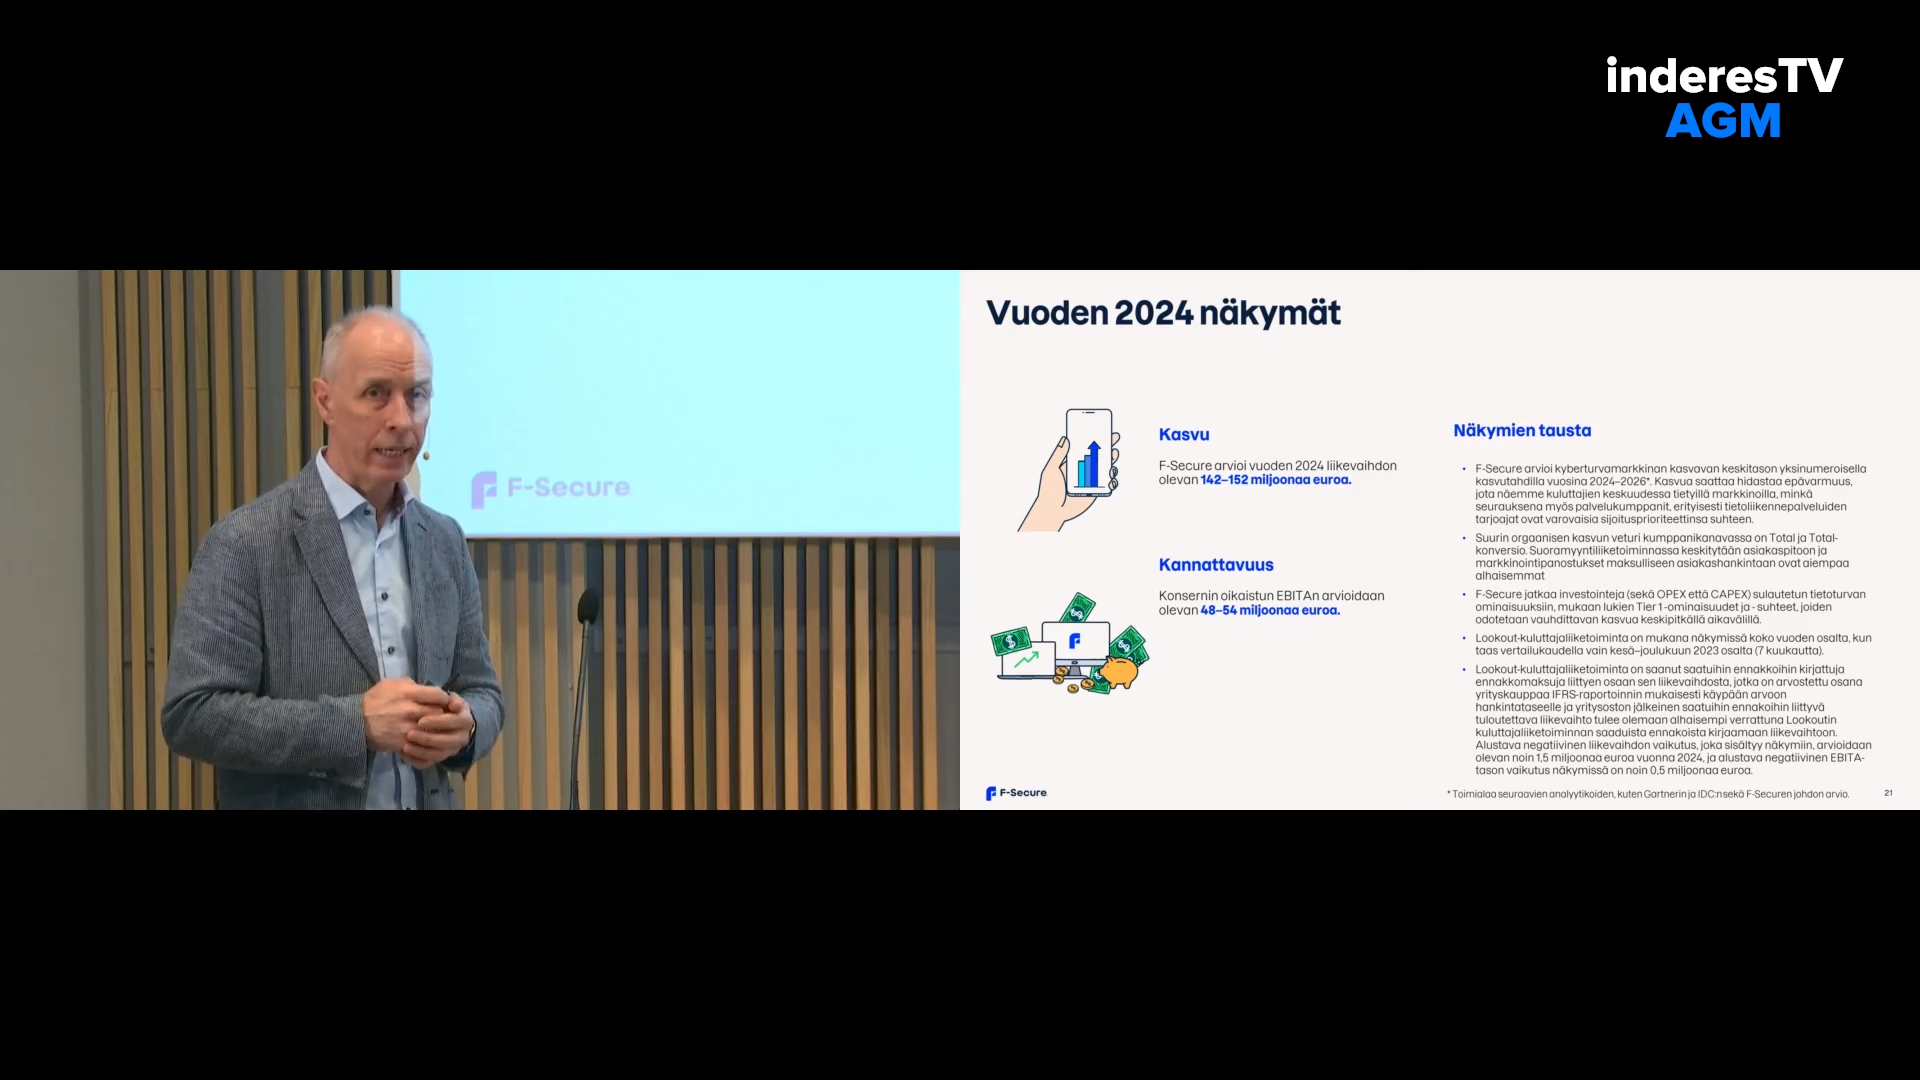 inderesTV
AGM
F-Secure
Vuoden 2024 näkymät
Kasvu
F-Secure arvioi vuoden 2024 liikevaihdon
olevan 142–152 miljoonaa euroa.
Kannattavuus
Konsernin oikaistun EBITAn arvioidaan
olevan 48–54 miljoonaa euroa.
Näkymien tausta
• F-Secure arvioi kyberturvamarkkinan kasvavan keskitason yksinumeroisella
kasvutahdilla vuosina 2024–2026*. Kasvua saattaa hidastaa epävarmuus,
jota näemme kuluttajien keskuudessa tietyillä markkinoilla, minkä
seurauksena myös palvelukumppanit, erityisesti tietoliikennepalveluiden
tarjoajat ovat varovaisia sijoitusprioriteettinsa suhteen.
• Suurin orgaanisen kasvun veturi kumppanikanavassa on Total ja Total-
konversio. Suoramyyntiliiketoiminnassa keskitytään asiakaspitoon ja
markkinointipanostukset maksulliseen asiakashankintaan ovat aiempaa
alhaisemmat
• F-Secure jatkaa investointeja (sekä OPEX että CAPEX) sulautetun tietoturvan
ominaisuuksiin, mukaan lukien Tier 1 -ominaisuudet ja - suhteet, joiden
odotetaan vauhdittavan kasvua keskipitkällä aikavälillä.
• Lookout-kuluttajaliiketoiminta on mukana näkymissä koko vuoden osalta, kun
taas vertailukaudella vain kesä–joulukuun 2023 osalta (7 kuukautta).
• Lookout-kuluttajaliiketoiminta on saanut saatuihin ennakkoihin kirjattuja
ennakkomaksuja liittyen osaan sen liikevaihdosta, jotka on arvostettu osana
yrityskauppaa IFRS-raportoinnin mukaisesti käypään arvoon
hankintataseelle ja yritysoston jälkeinen saatuihin ennakoihin liittyvä
tuloutettava liikevaihto tulee olemaan alhaisempi verrattuna Lookoutin
kuluttajaliiketoiminnan saaduista ennakoista kirjaamaan liikevaihtoon.
Alustava negatiivinen liikevaihdon vaikutus, joka sisältyy näkymiin, arvioidaan
olevan noin 1,5 miljoonaa euroa vuonna 2024, ja alustava negatiivinen EBITA-
tason vaikutus näkymissä on noin 0,5 miljoonaa euroa.
F-Secure
* Toimialaa seuraavien analyytikoiden, kuten Gartnerin ja IDC:n sekä F-Securen johdon arvio.
21